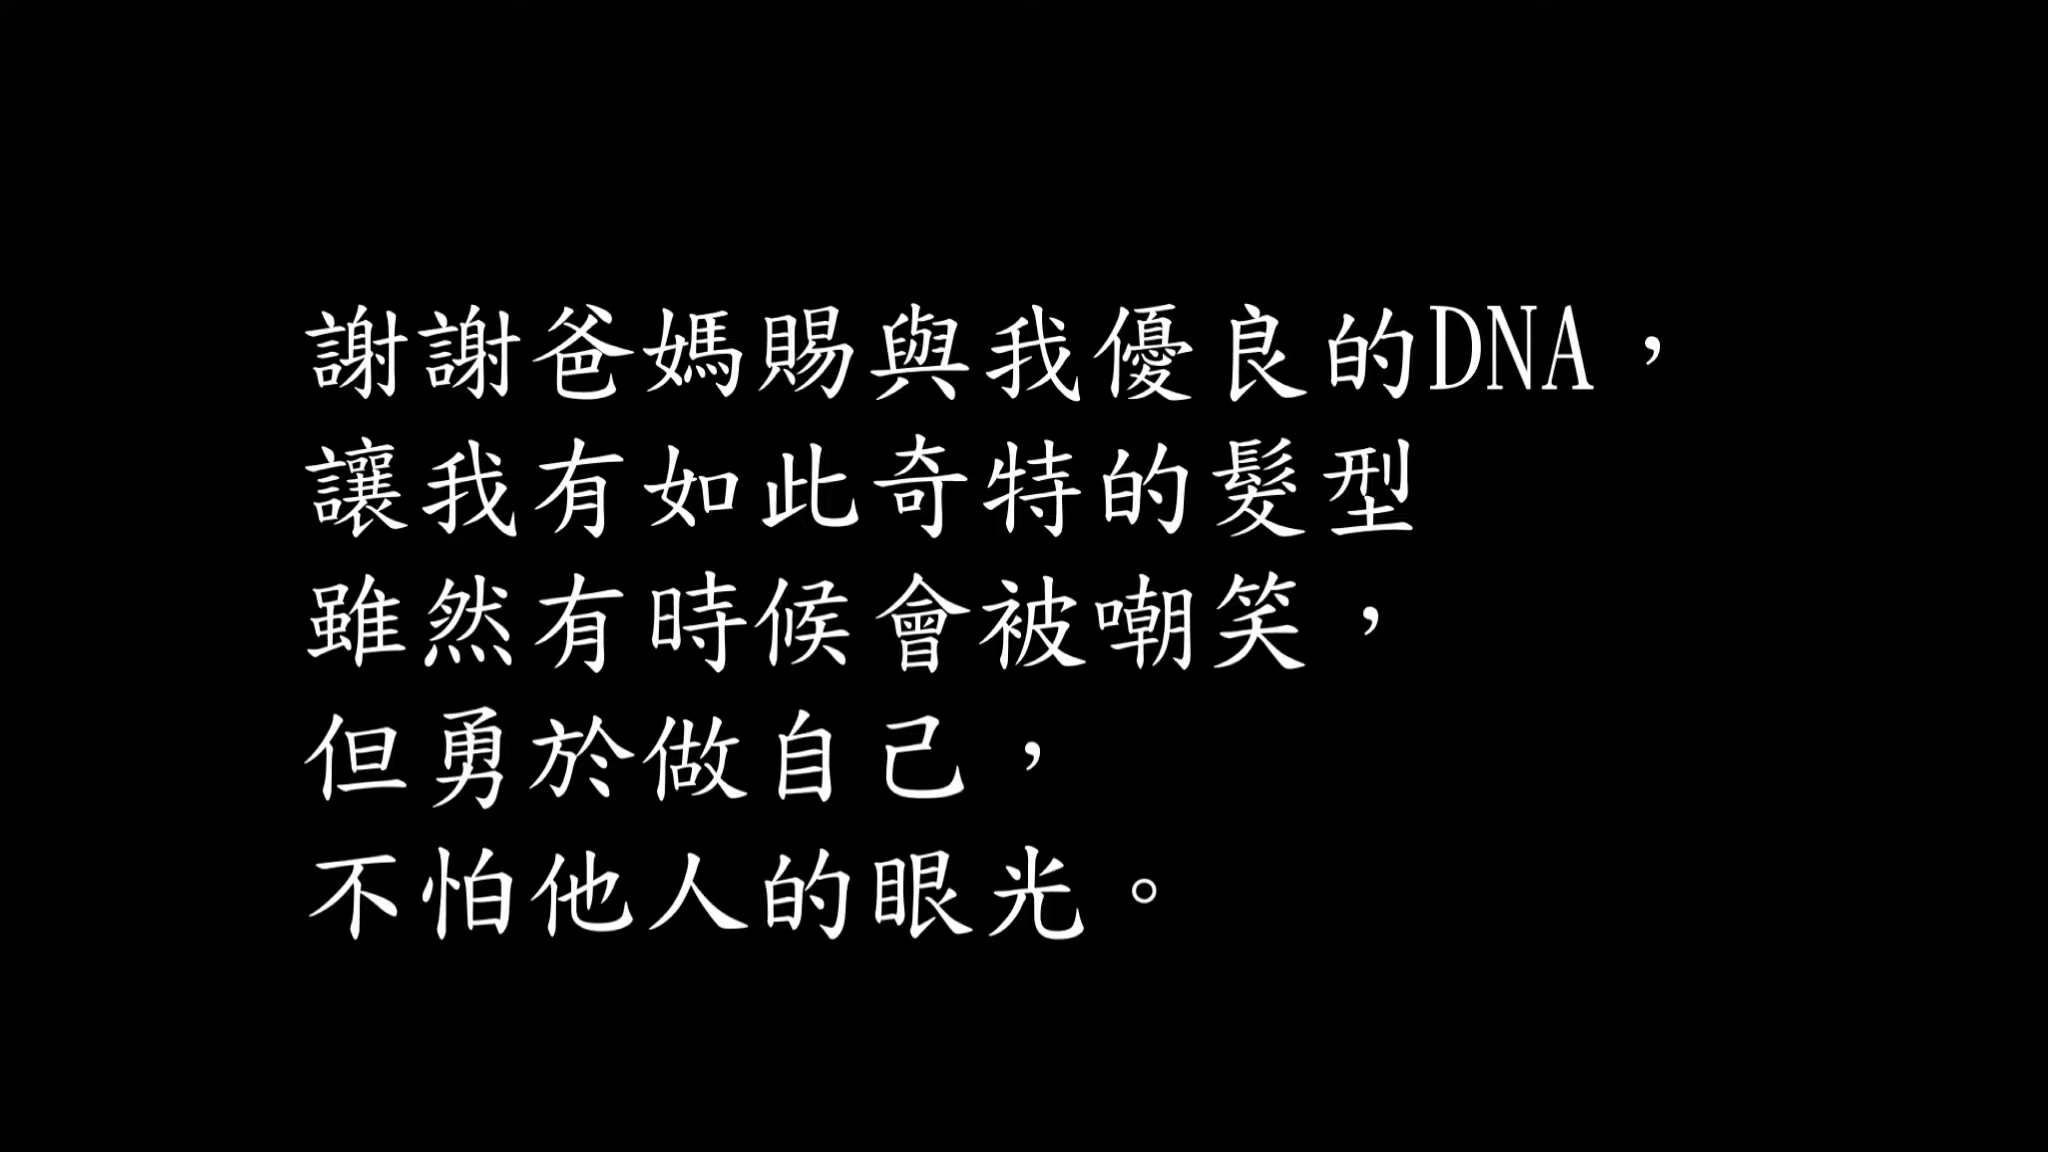 謝謝爸媽賜與我優良的DNA，
讓我有如此奇特的髮型
雖然有時候會被嘲笑，
但勇於做自己，
不怕他人的眼光。